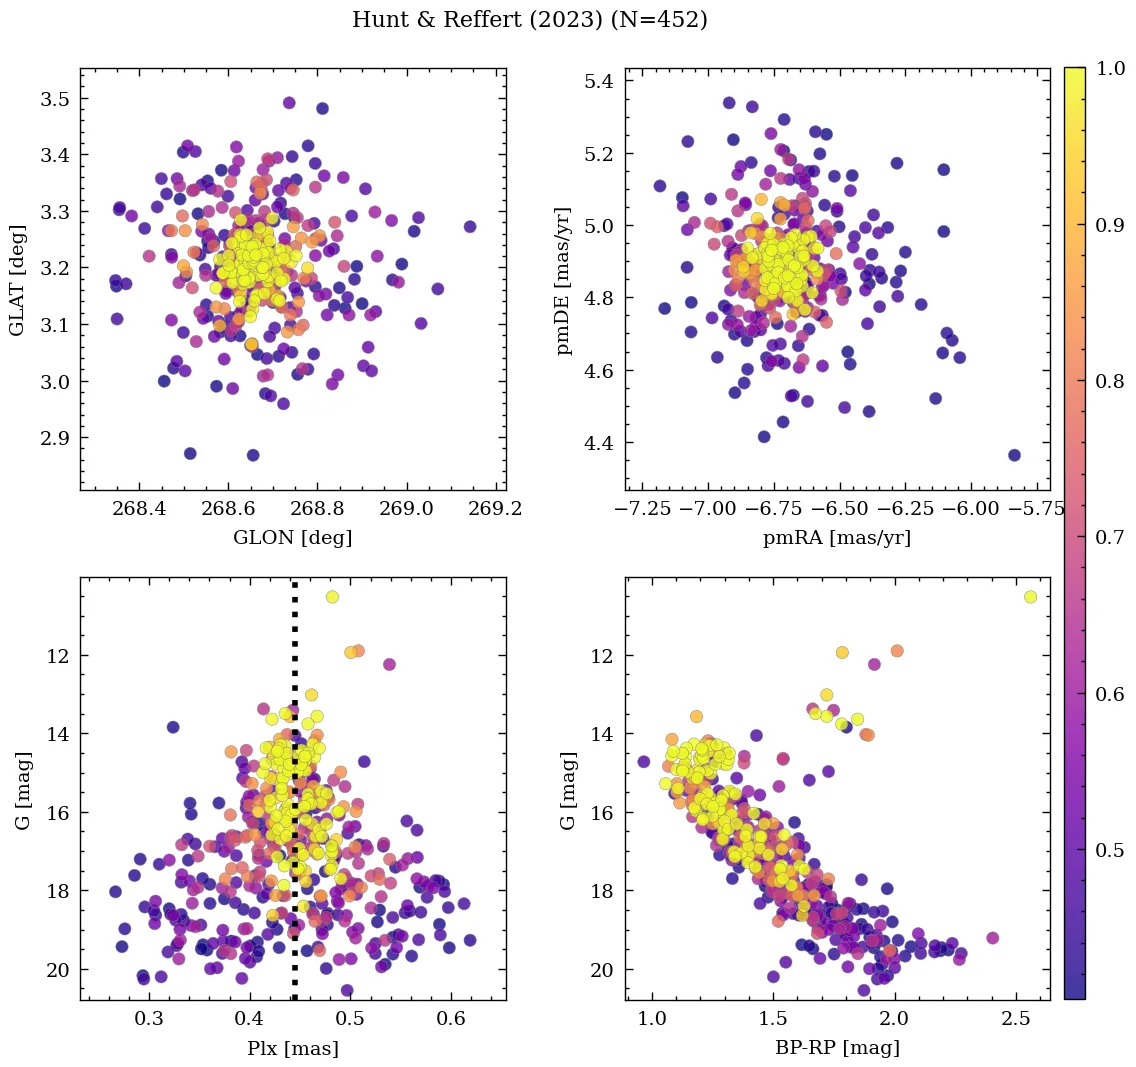 Hunt & Reffert (2023) (N=452)
3.5
3.4
3.3
3.2
3.1
3.0
2.9
GLAT [deg]
268.4 268.6 268.8 269.0 269.2
GLON [deg]
5.4
5.2
5.0
4.8
4.6
4.4
pmDE [mas/yr]
−7.25 −7.00 −6.75 −6.50 −6.25 −6.00 −5.75
pmRA [mas/yr]
1.0
0.9
0.8
0.7
0.6
0.5
12
14
16
18
20
G [mag]
0.3 0.4 0.5 0.6
Plx [mas]
12
14
16
18
20
G [mag]
1.0 1.5 2.0 2.5
BP-RP [mag]